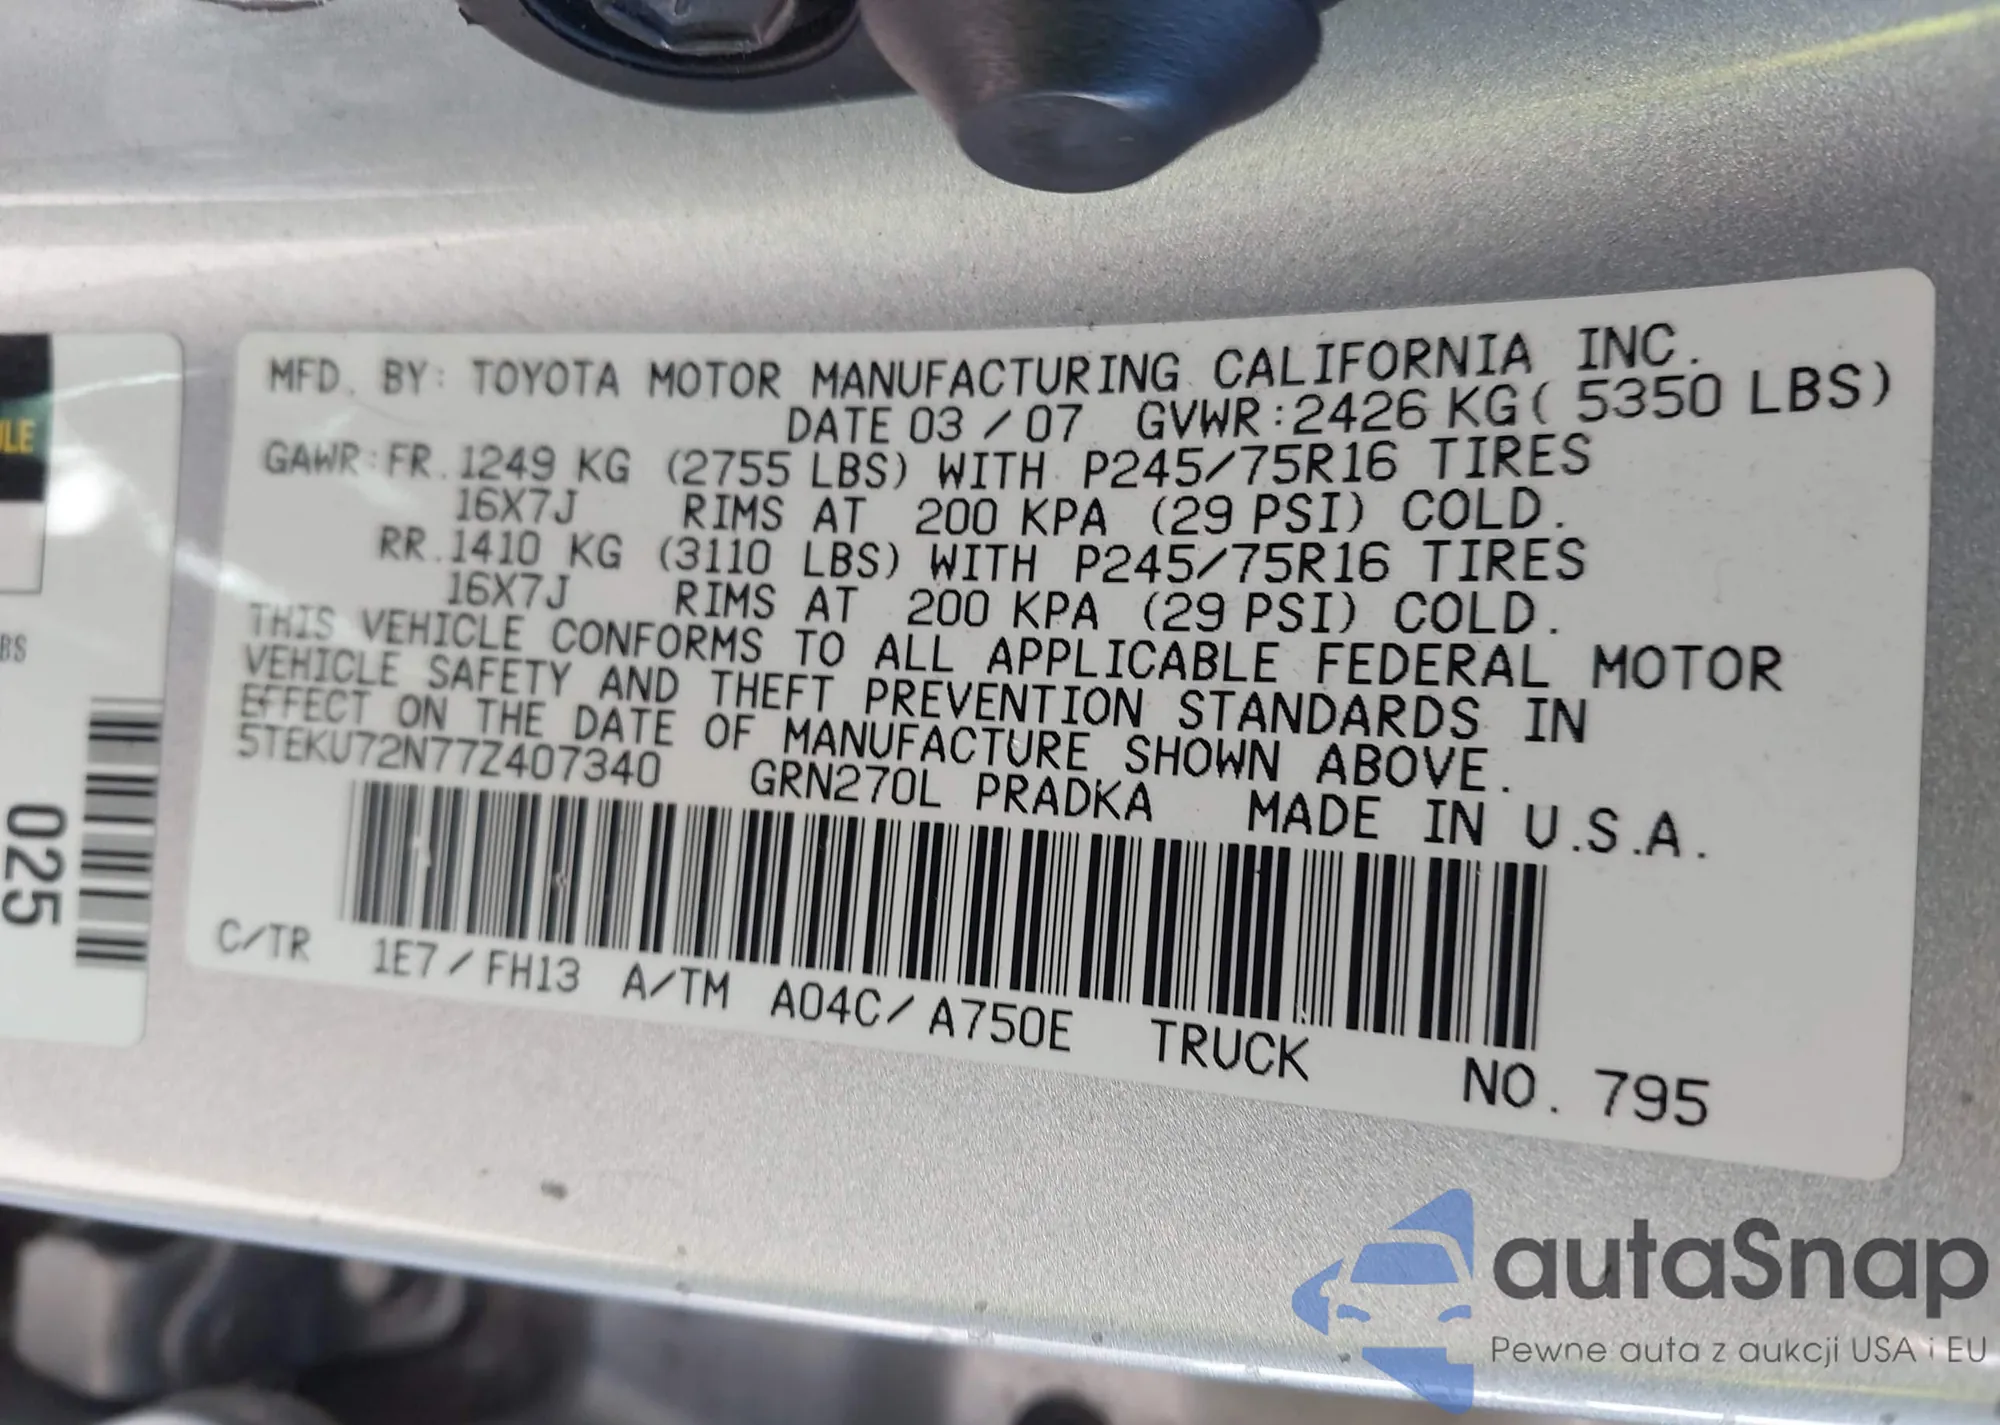 MFD. BY: TOYOTA MOTOR MANUFACTURING CALIFORNIA INC.
DATE 03 / 07 GVWR:2426 KG( 5350 LBS)
GAWR:FR.1249 KG (2755 LBS) WITH P245/75R16 TIRES
16X7J RIMS AT 200 KPA (29 PSI) COLD.
RR.1410 KG (3110 LBS) WITH P245/75R16 TIRES
16X7J RIMS AT 200 KPA (29 PSI) COLD.
THIS VEHICLE CONFORMS TO ALL APPLICABLE FEDERAL MOTOR
VEHICLE SAFETY AND THEFT PREVENTION STANDARDS IN
EFFECT ON THE DATE OF MANUFACTURE SHOWN ABOVE.
5TEKU72N77Z407340 GRN270L PRADKA MADE IN U.S.A.
C/TR 1E7/FH13 A/TM A04C/A750E TRUCK NO. 795
BS
025
autaSnap
Pewne auta z aukcji USA i EU